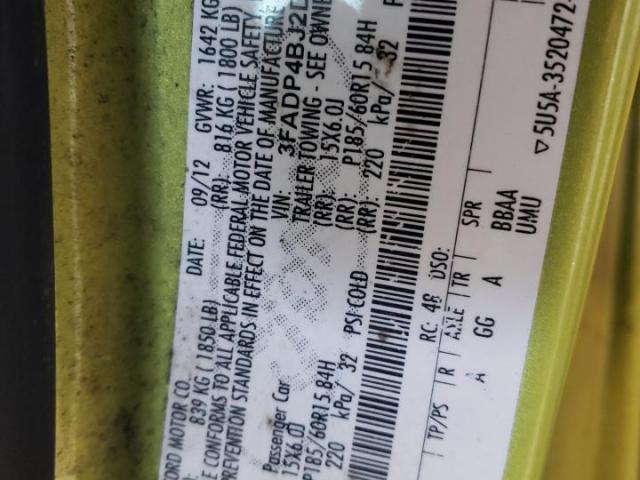 ORD MOTOR CO. DATE: 09/12 GVWR: 1642 KG
839 KG (1850 LB) (RR): 816 KG (1800 LB)
E CONFORMS TO ALL APPLICABLE FEDERAL MOTOR VEHICLE SAFETY
PREVENTION STANDARDS IN EFFECT ON THE DATE OF MANUFACTURE
VIN: 3FADP4BJ2D
Passenger Car TRAILER TOWING - SEE OWNE
15X6.0J (RR): 15X6.0J
P185/60R15 84H (RR): P185/60R15 84H
220 kPa/ 32 PSI COLD (RR): 220 kPa/ 32 P
RC: 48 DSO:
TP/PS R AXLE TR SPR
A GG A BBAA
UMU
▽5U5A-3520472-